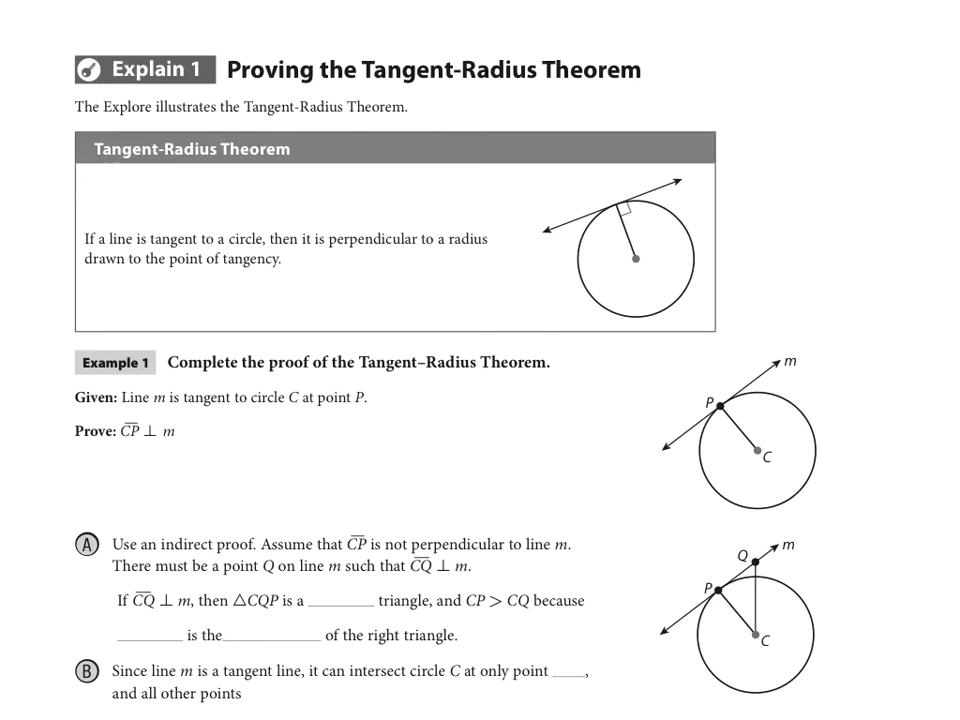 Explain 1 Proving the Tangent-Radius Theorem
The Explore illustrates the Tangent-Radius Theorem.
Tangent-Radius Theorem
If a line is tangent to a circle, then it is perpendicular to a radius
drawn to the point of tangency.
Example 1 Complete the proof of the Tangent–Radius Theorem.
Given: Line m is tangent to circle C at point P.
Prove: C̅P̅ ⊥ m
m
P
C
A Use an indirect proof. Assume that C̅P̅ is not perpendicular to line m.
There must be a point Q on line m such that C̅Q̅ ⊥ m.
If C̅Q̅ ⊥ m, then △CQP is a ________ triangle, and CP > CQ because
________ is the____________ of the right triangle.
Q
m
P
C
B Since line m is a tangent line, it can intersect circle C at only point ____,
and all other points